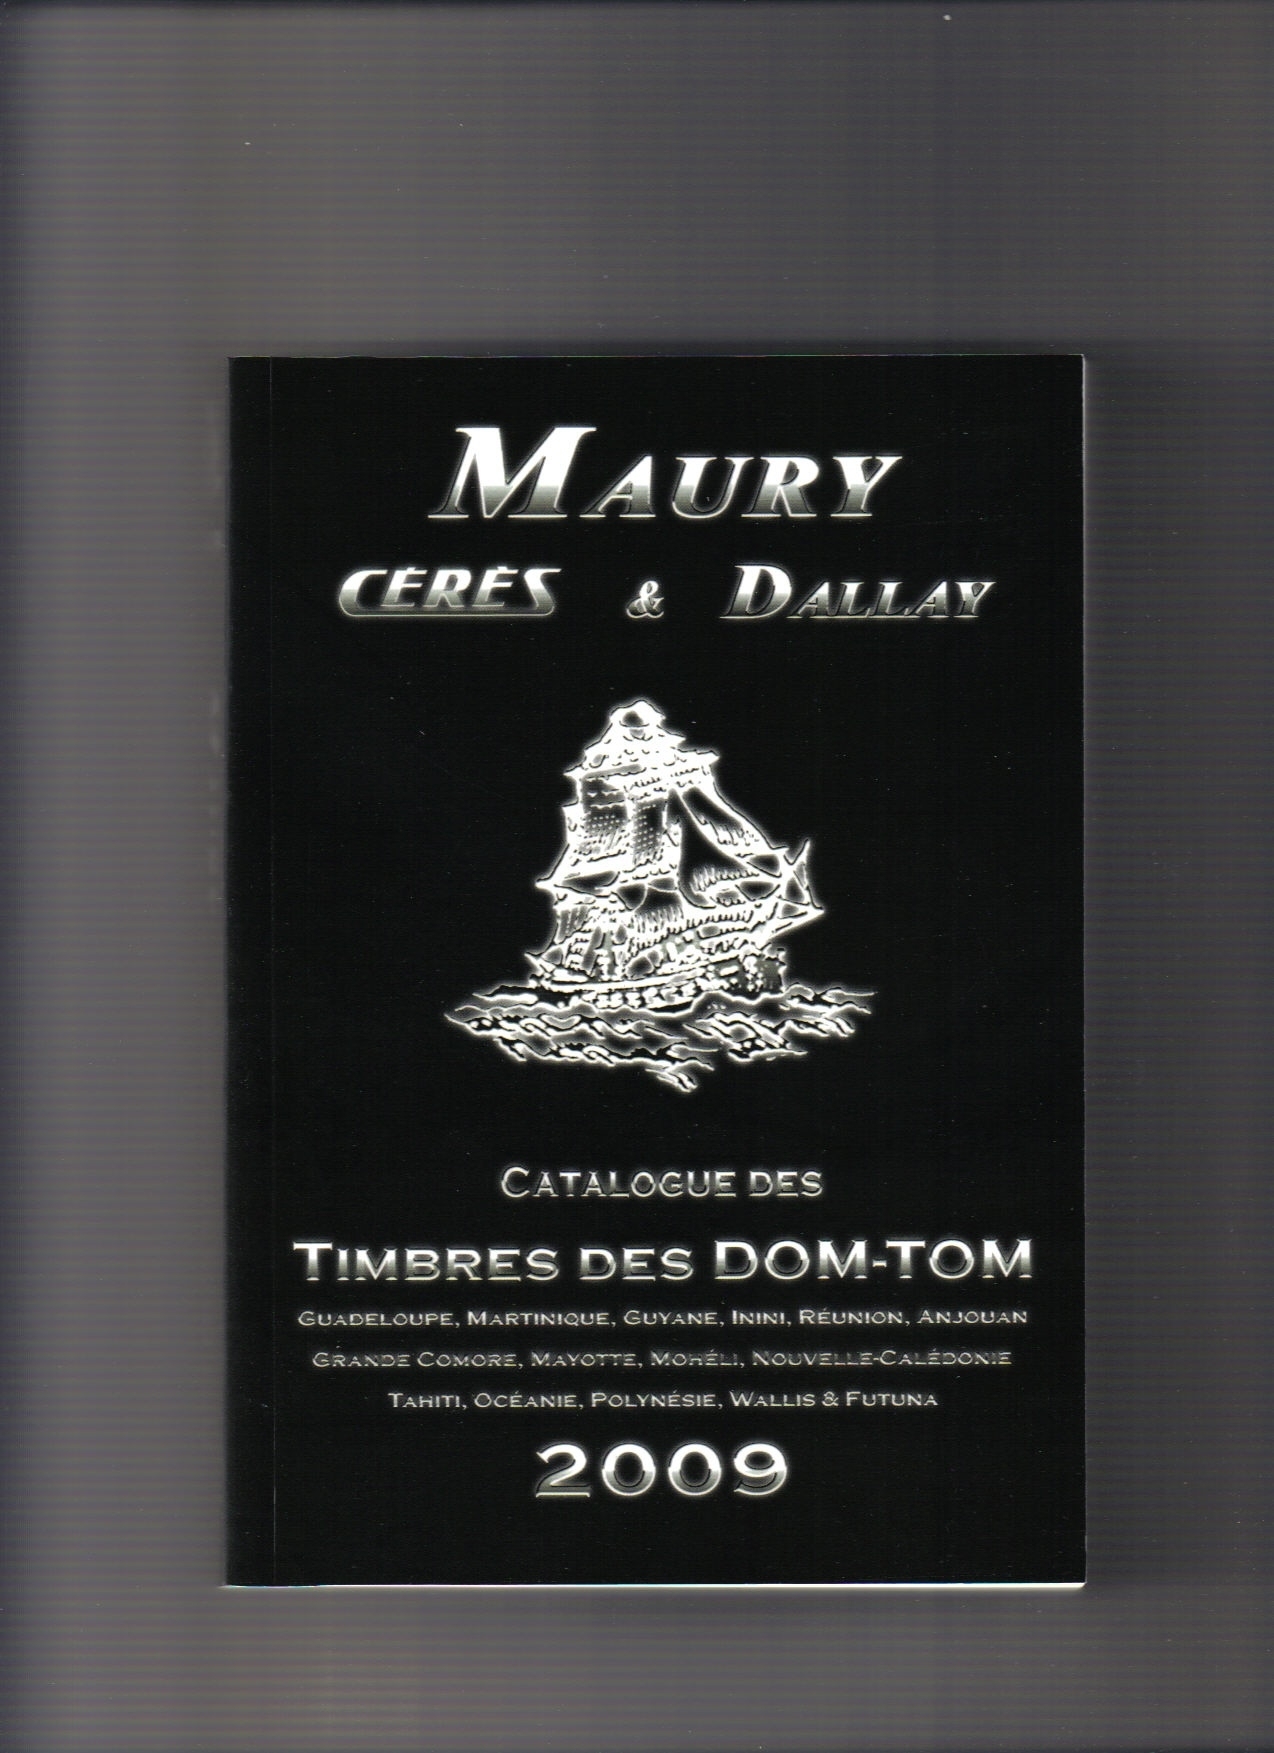 MAURY
CÉRÈS & DALLAY
CATALOGUE DES
TIMBRES DES DOM-TOM
GUADELOUPE, MARTINIQUE, GUYANE, ININI, RÉUNION, ANJOUAN
GRANDE COMORE, MAYOTTE, MOHÉLI, NOUVELLE-CALÉDONIE
TAHITI, OCÉANIE, POLYNÉSIE, WALLIS & FUTUNA
2009